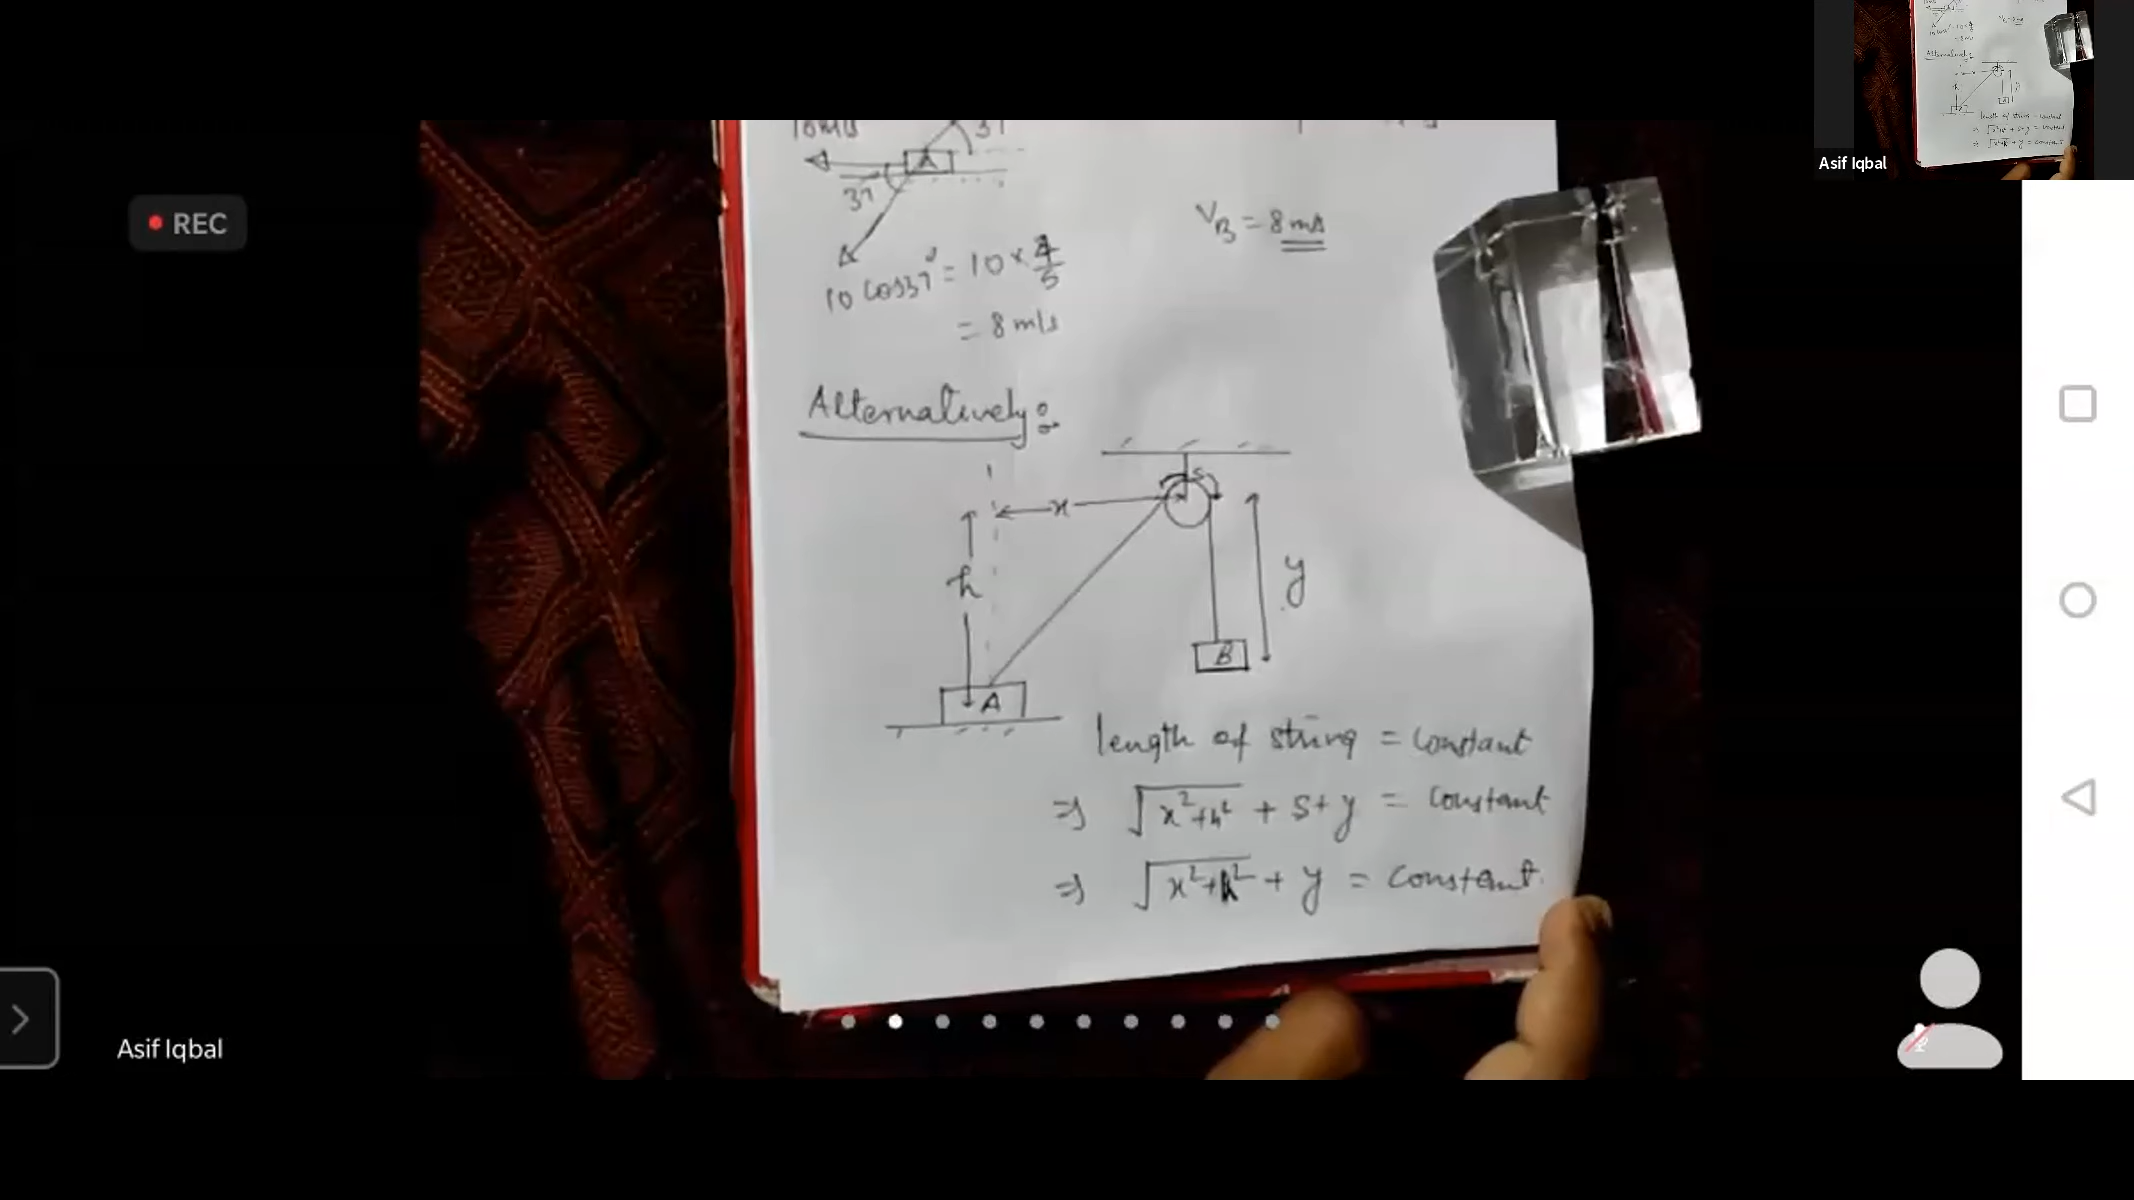 10m/s
37
A
37
10 cos37° = 10 × 4/5
= 8 m/s
V_B = 8 m/s
Alternatively:
s
x
h
y
B
A
length of string = constant
⇒ √(x²+h²) + s + y = constant
⇒ √(x²+h²) + y = constant.
REC
Asif Iqbal
Asif Iqbal